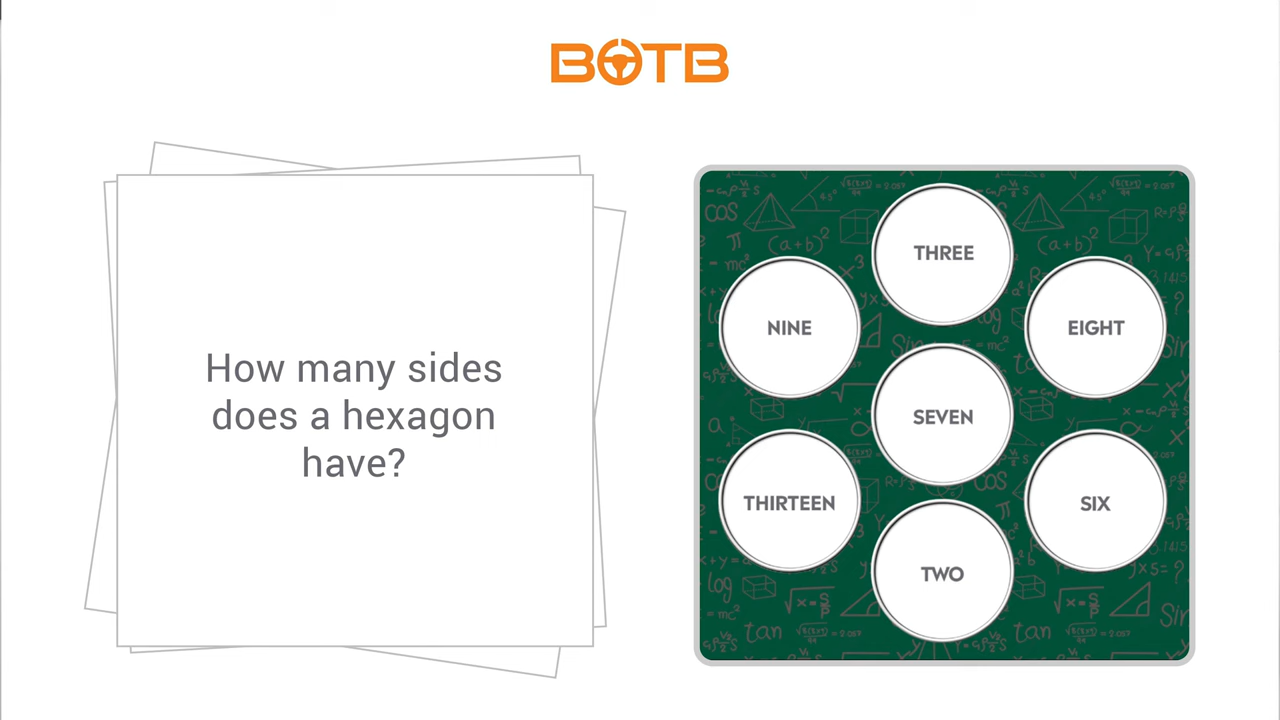 BOTB
How many sides
does a hexagon
have?
THREE
NINE
EIGHT
SEVEN
THIRTEEN
SIX
TWO